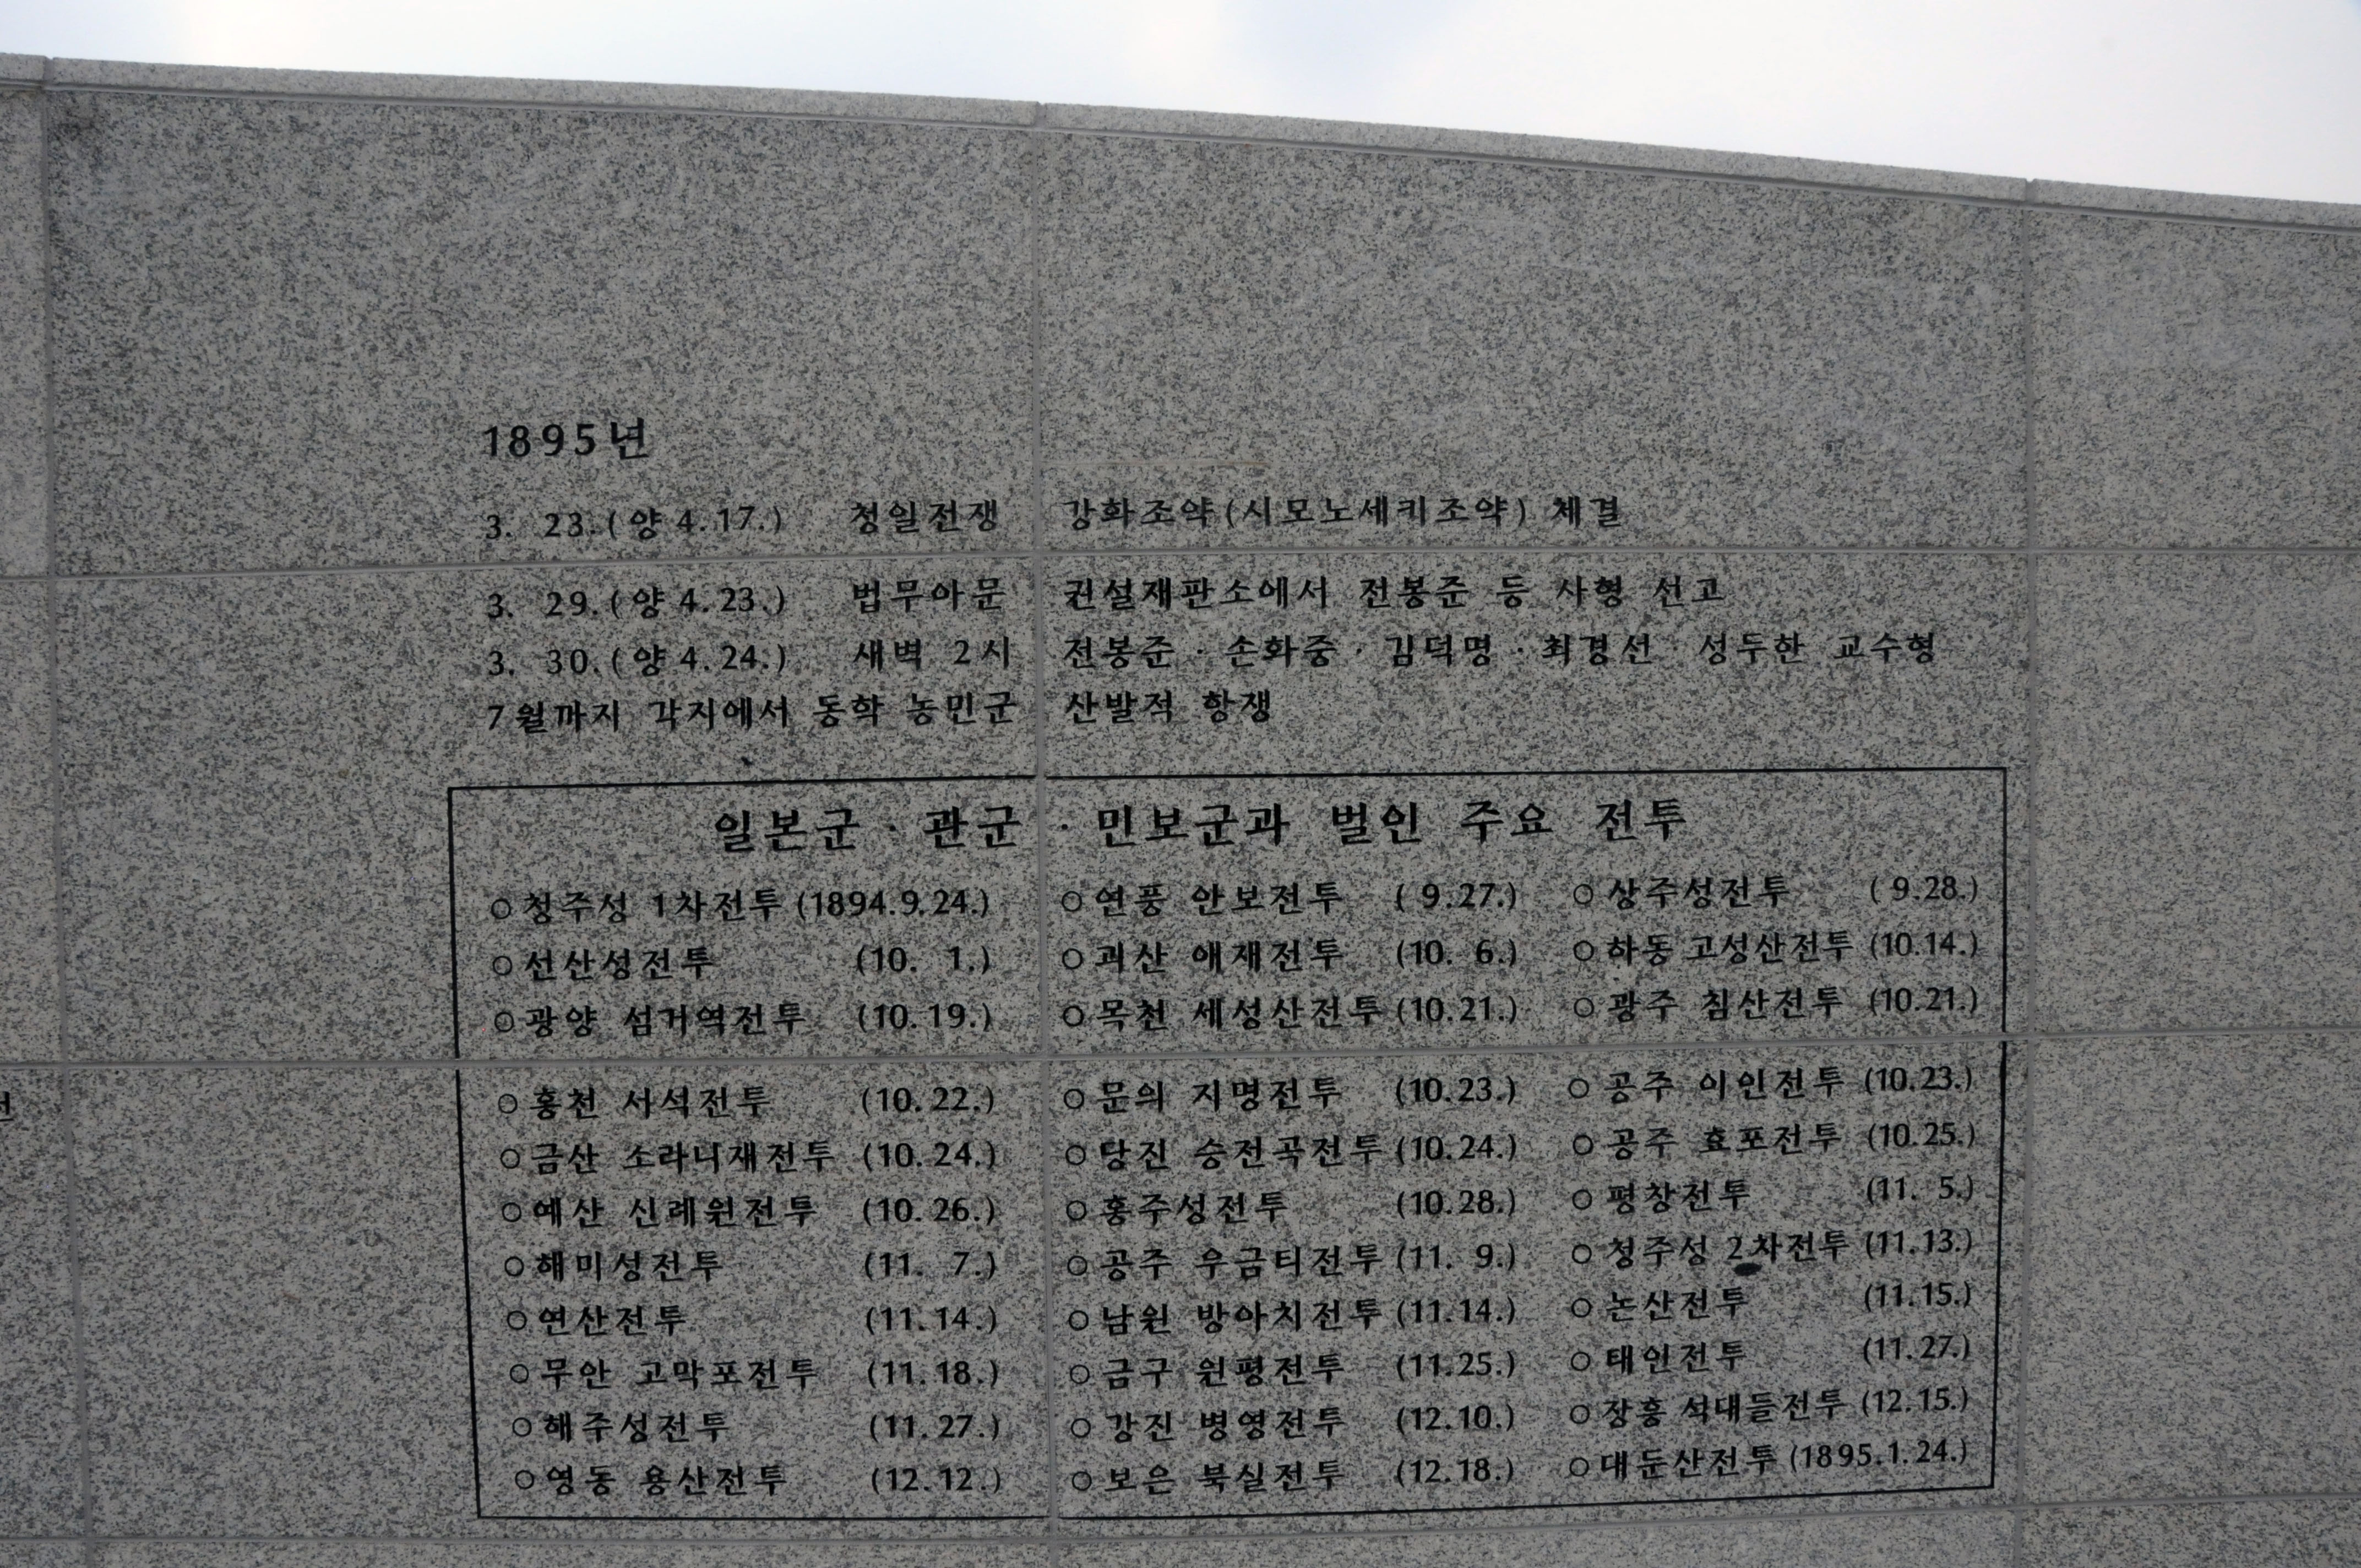 1895년
3. 23.(양 4.17.) 청일전쟁 강화조약(시모노세키조약) 체결
3. 29.(양 4.23.) 법무아문 권설재판소에서 전봉준 등 사형 선고
3. 30.(양 4.24.) 새벽 2시 전봉준·손화중·김덕명·최경선·성두한 교수형
7월까지 각지에서 동학 농민군 산발적 항쟁
일본군·관군·민보군과 벌인 주요 전투
○청주성 1차전투 (1894.9.24.) ○연풍 안보전투 ( 9.27.) ○상주성전투 ( 9.28.)
○선산성전투 (10. 1.) ○괴산 애재전투 (10. 6.) ○하동 고성산전투 (10.14.)
○광양 섬거역전투 (10.19.) ○목천 세성산전투 (10.21.) ○광주 침산전투 (10.21.)
○홍천 서석전투 (10.22.) ○문의 지명전투 (10.23.) ○공주 이인전투 (10.23.)
○금산 소라니재전투 (10.24.) ○당진 승전곡전투 (10.24.) ○공주 효포전투 (10.25.)
○예산 신례원전투 (10.26.) ○홍주성전투 (10.28.) ○평창전투 (11. 5.)
○해미성전투 (11. 7.) ○공주 우금티전투 (11. 9.) ○청주성 2차전투 (11.13.)
○연산전투 (11.14.) ○남원 방아치전투 (11.14.) ○논산전투 (11.15.)
○무안 고막포전투 (11.18.) ○금구 원평전투 (11.25.) ○태인전투 (11.27.)
○해주성전투 (11.27.) ○강진 병영전투 (12.10.) ○장흥 석대들전투 (12.15.)
○영동 용산전투 (12.12.) ○보은 북실전투 (12.18.) ○대둔산전투 (1895.1.24.)